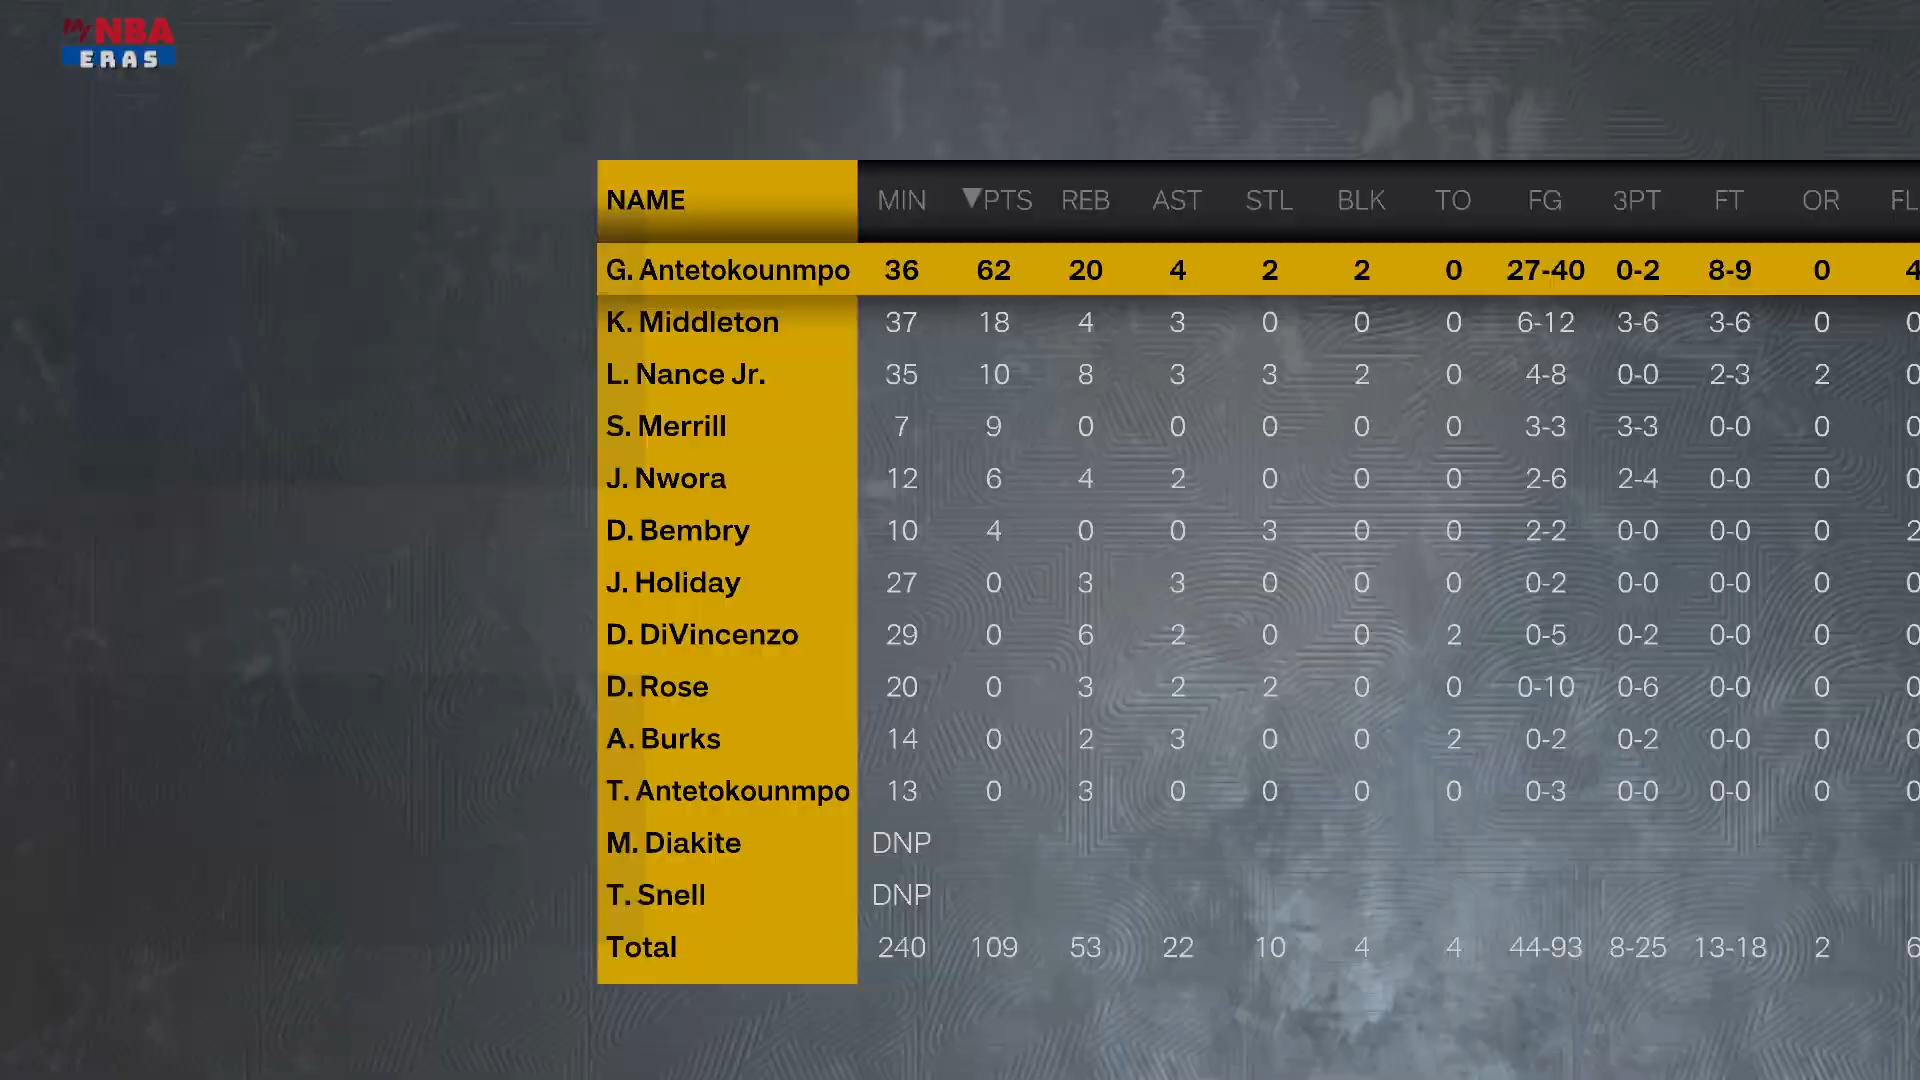 My NBA
ERAS
NAME MIN ▼PTS REB AST STL BLK TO FG 3PT FT OR FL
G. Antetokounmpo 36 62 20 4 2 2 0 27-40 0-2 8-9 0 4
K. Middleton 37 18 4 3 0 0 0 6-12 3-6 3-6 0 0
L. Nance Jr. 35 10 8 3 3 2 0 4-8 0-0 2-3 2 0
S. Merrill 7 9 0 0 0 0 0 3-3 3-3 0-0 0 0
J. Nwora 12 6 4 2 0 0 0 2-6 2-4 0-0 0 0
D. Bembry 10 4 0 0 3 0 0 2-2 0-0 0-0 0 2
J. Holiday 27 0 3 3 0 0 0 0-2 0-0 0-0 0 0
D. DiVincenzo 29 0 6 2 0 0 2 0-5 0-2 0-0 0 0
D. Rose 20 0 3 2 2 0 0 0-10 0-6 0-0 0 0
A. Burks 14 0 2 3 0 0 2 0-2 0-2 0-0 0 0
T. Antetokounmpo 13 0 3 0 0 0 0 0-3 0-0 0-0 0 0
M. Diakite DNP
T. Snell DNP
Total 240 109 53 22 10 4 4 44-93 8-25 13-18 2 6